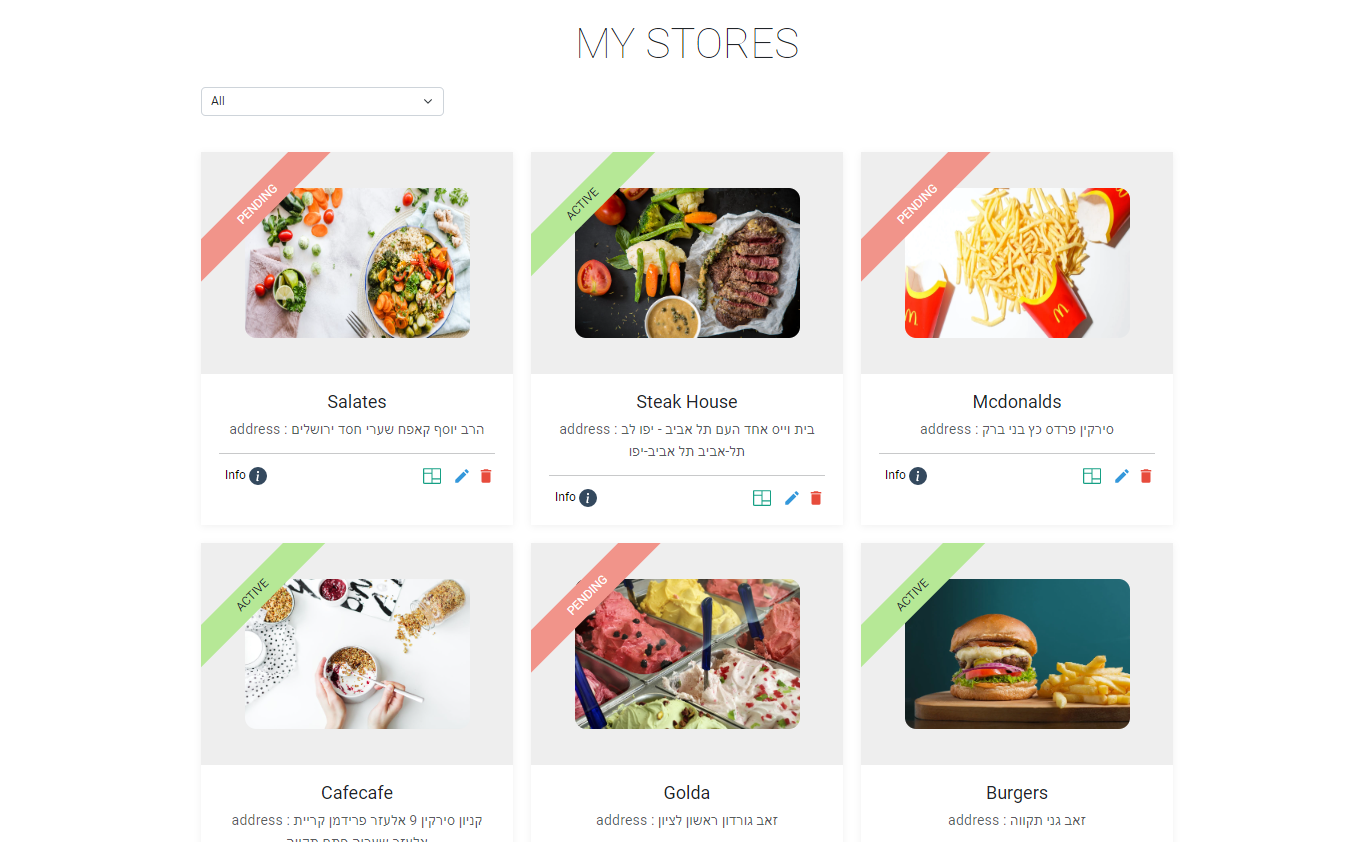 MY STORES
All
PENDING
Salates
address : הרב יוסף קאפח שערי חסד ירושלים
Info
ACTIVE
Steak House
address : בית וייס אחד העם תל אביב - יפו לב
תל-אביב תל אביב-יפו
Info
PENDING
Mcdonalds
address : סירקין פרדס כץ בני ברק
Info
ACTIVE
Cafecafe
address : קניון סירקין 9 אלעזר פרידמן קריית
PENDING
Golda
address : זאב גורדון ראשון לציון
ACTIVE
Burgers
address : זאב גני תקווה